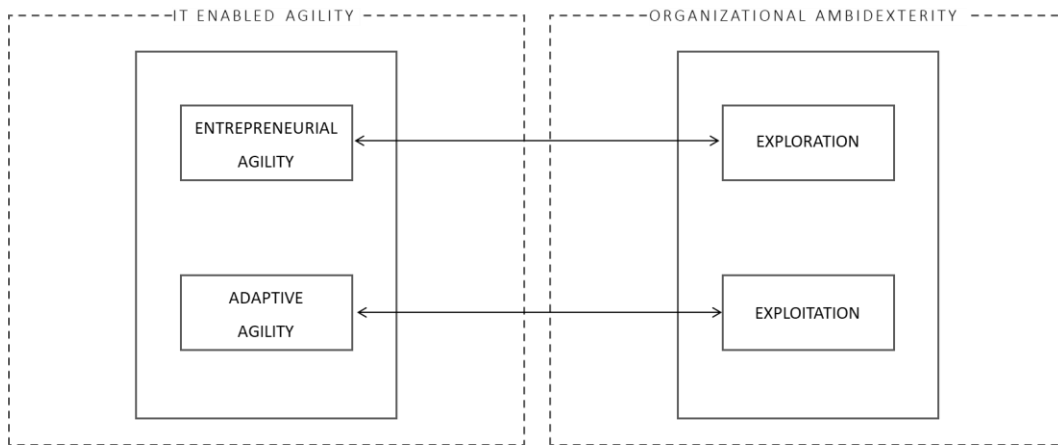 IT ENABLED AGILITY
ORGANIZATIONAL AMBIDEXTERITY
ENTREPRENEURIAL
AGILITY
EXPLORATION
ADAPTIVE
AGILITY
EXPLOITATION